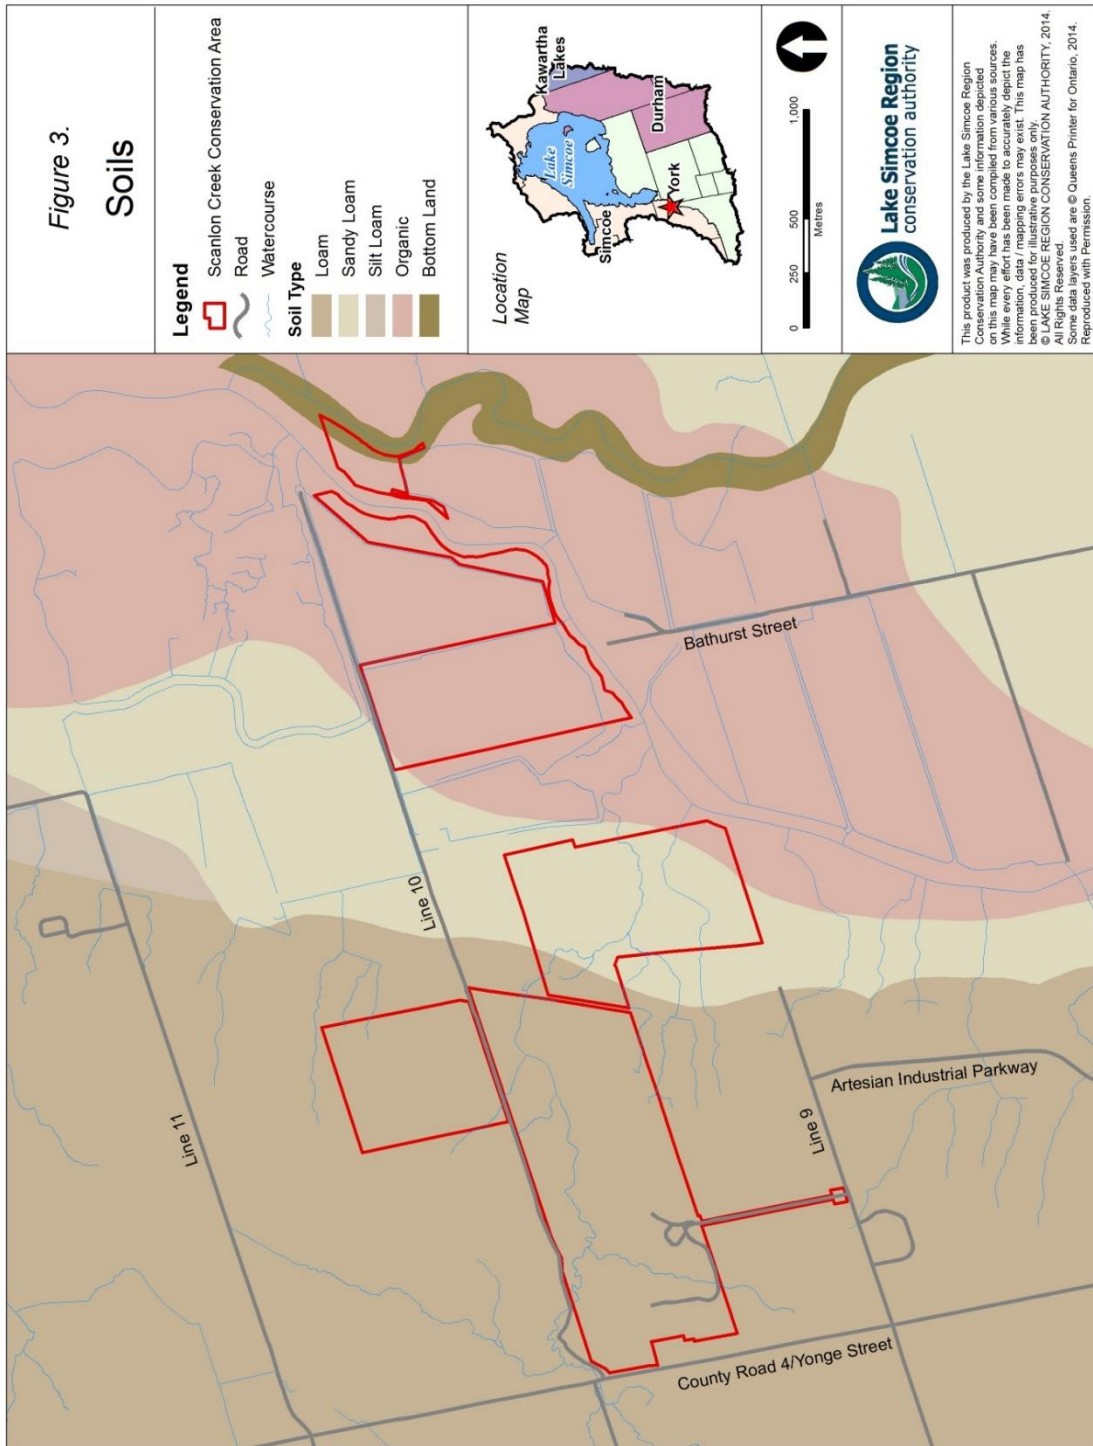 Figure 3.
Soils
Legend
Scanlon Creek Conservation Area
Road
Watercourse
Soil Type
Loam
Sandy Loam
Silt Loam
Organic
Bottom Land
Location
Map
Kawartha
Lakes
Lake
Simcoe
Simcoe
Durham
York
0
250
500
1,000
Metres
Lake Simcoe Region
conservation authority
This product was produced by the Lake Simcoe Region
Conservation Authority and some information depicted
on this map may have been compiled from various sources.
While every effort has been made to accurately depict the
information, data / mapping errors may exist. This map has
been produced for illustrative purposes only.
© LAKE SIMCOE REGION CONSERVATION AUTHORITY, 2014.
All Rights Reserved.
Some data layers used are © Queens Printer for Ontario, 2014.
Reproduced with Permission.
Line 11
Line 10
Bathurst Street
Line 9
Artesian Industrial Parkway
County Road 4/Yonge Street